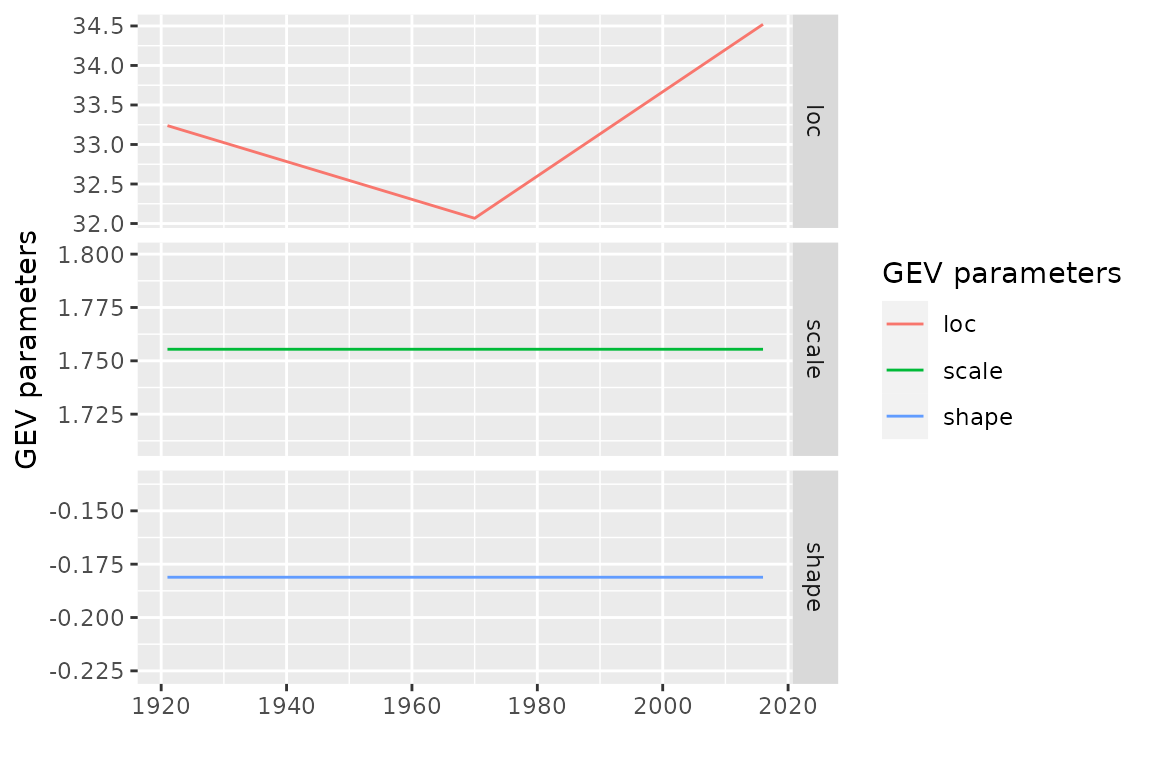 GEV parameters
34.5
34.0
33.5
33.0
32.5
32.0
loc
1.800
1.775
1.750
1.725
scale
-0.150
-0.175
-0.200
-0.225
shape
1920 1940 1960 1980 2000 2020
GEV parameters
loc
scale
shape